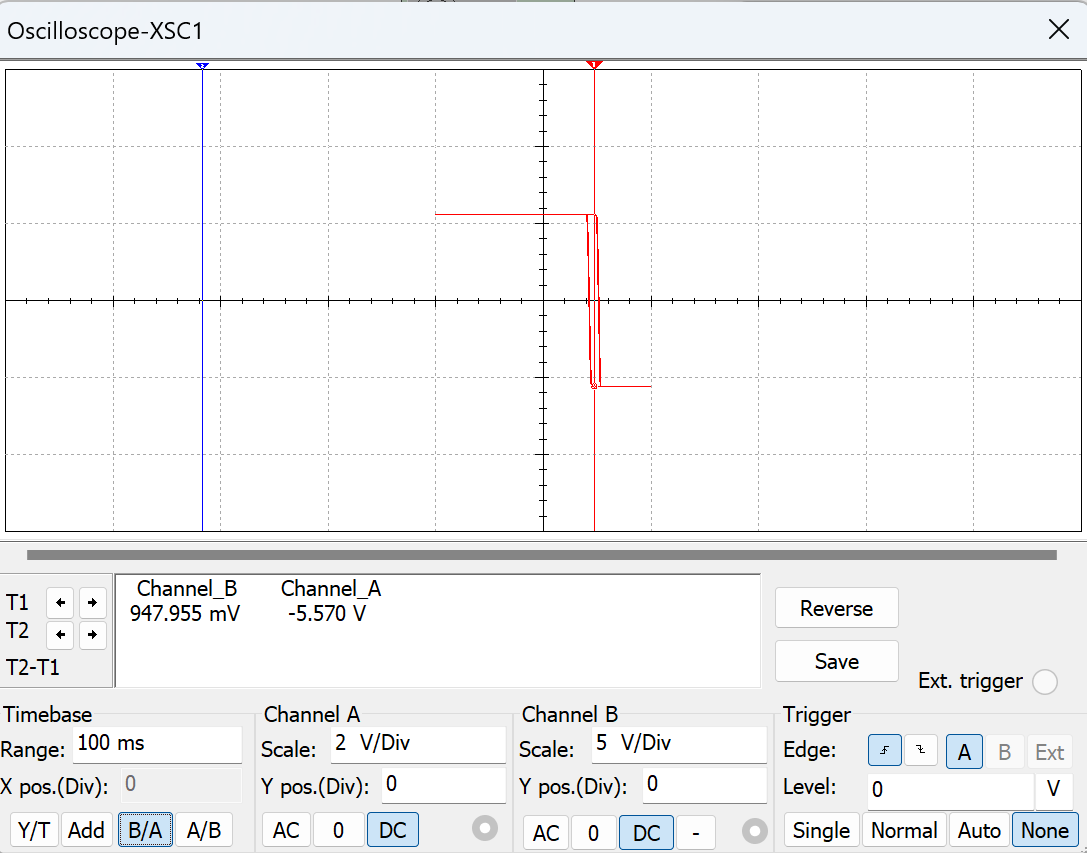 Oscilloscope-XSC1
2 1
T1 Channel_B Channel_A
947.955 mV -5.570 V
T2
T2-T1
Reverse
Save
Ext. trigger
Timebase Channel A Channel B Trigger
Range: 100 ms Scale: 2 V/Div Scale: 5 V/Div Edge: A B Ext
X pos.(Div): 0 Y pos.(Div): 0 Y pos.(Div): 0 Level: 0 V
Y/T Add B/A A/B AC 0 DC AC 0 DC - Single Normal Auto None